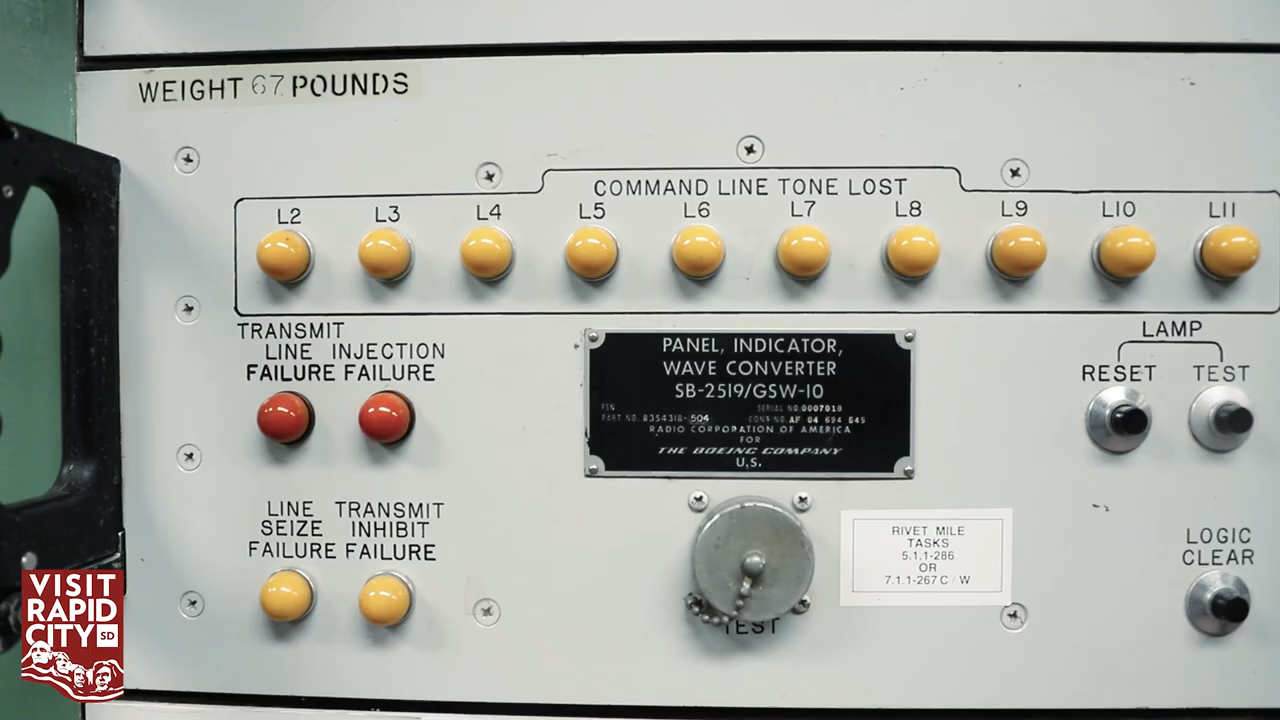 WEIGHT 67 POUNDS
COMMAND LINE TONE LOST
L2 L3 L4 L5 L6 L7 L8 L9 L10 L11
TRANSMIT
LINE INJECTION
FAILURE FAILURE
PANEL, INDICATOR,
WAVE CONVERTER
SB-2519/GSW-10
FSN SERIAL NO.0007018
PART NO. 8354318-504 CONT NO. AF 04 694 545
RADIO CORPORATION OF AMERICA
FOR
THE BOEING COMPANY
U.S.
LAMP
RESET TEST
LINE TRANSMIT
SEIZE INHIBIT
FAILURE FAILURE
TEST
RIVET MILE
TASKS
5.1.1-286
OR
7.1.1-267 C/W
LOGIC
CLEAR
VISIT
RAPID
CITY SD